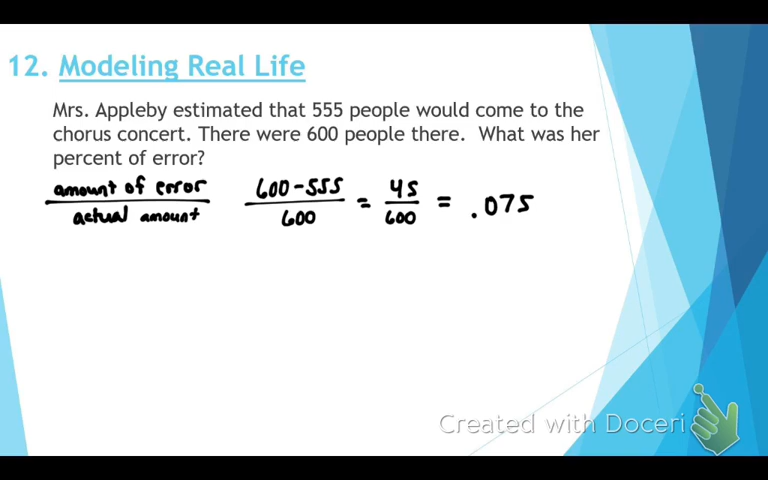 12. Modeling Real Life
Mrs. Appleby estimated that 555 people would come to the
chorus concert. There were 600 people there. What was her
percent of error?
amount of error / actual amount 600-555 / 600 = 45 / 600 = .075
Created with Doceri